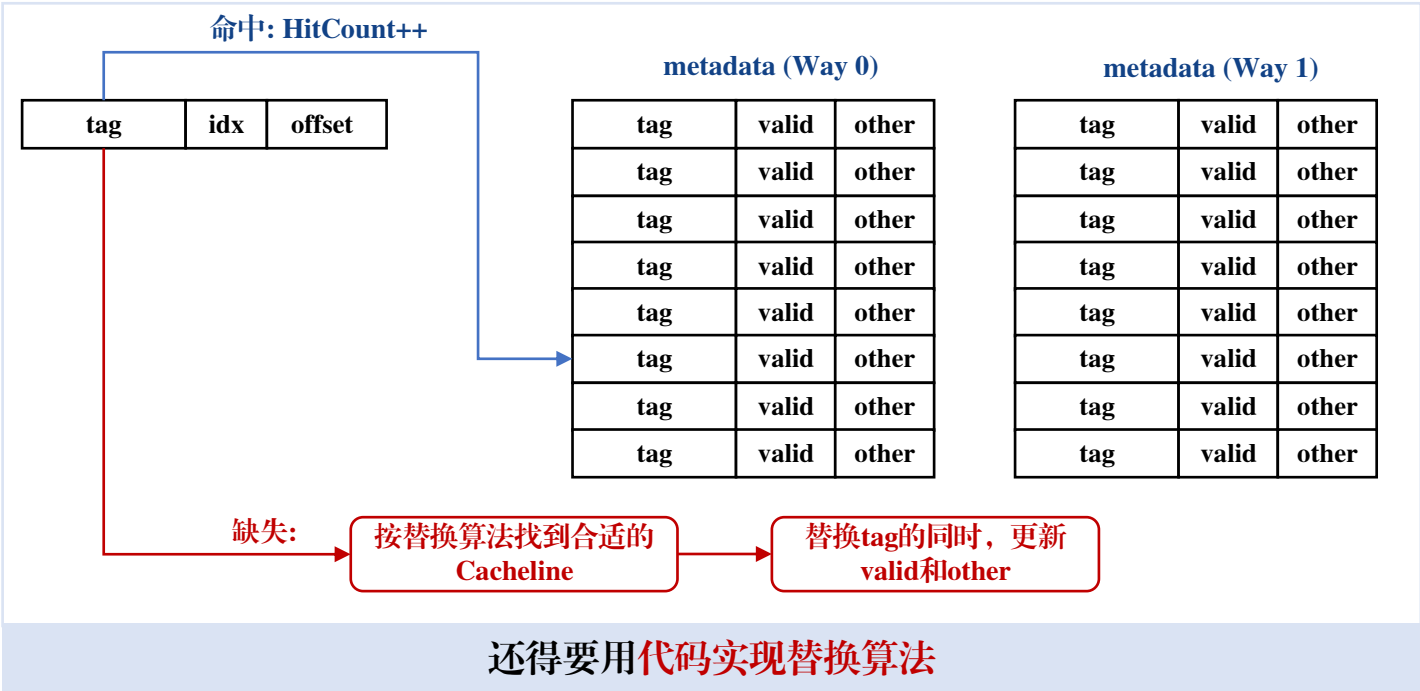 命中: HitCount++
metadata (Way 0)
metadata (Way 1)
tag idx offset
tag valid other tag valid other
tag valid other tag valid other
tag valid other tag valid other
tag valid other tag valid other
tag valid other tag valid other
tag valid other tag valid other
tag valid other tag valid other
tag valid other tag valid other
缺失:
按替换算法找到合适的
Cacheline
替换tag的同时，更新
valid和other
还得要用代码实现替换算法